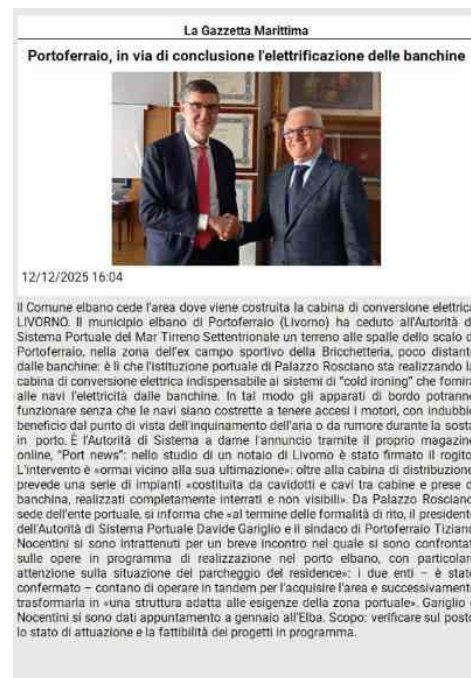 La Gazzetta Marittima
Portoferraio, in via di conclusione l'elettrificazione delle banchine
12/12/2025 16:04
Il Comune elbano cede l'area dove viene costruita la cabina di conversione elettrica
LIVORNO. Il municipio elbano di Portoferraio (Livorno) ha ceduto all'Autorità d
Sistema Portuale del Mar Tirreno Settentrionale un terreno alle spalle dello scalo d
Portoferraio, nella zona dell'ex campo sportivo della Bricchetteria, poco distant
dalle banchine: è lì che l'istituzione portuale di Palazzo Rosciano sta realizzando l
cabina di conversione elettrica indispensabile ai sistemi di "cold ironing" che forni
alle navi l'elettricità dalle banchine. In tal modo gli apparati di bordo potrann
funzionare senza che le navi siano costrette a tenere accesi i motori, con indubbi
beneficio dal punto di vista dell'inquinamento dell'aria o da rumore durante la sosta
in porto. È l'Autorità di Sistema a darne l'annuncio tramite il proprio magazin
online, "Port news": nello studio di un notaio di Livorno è stato firmato il rogito
L'intervento è «ormai vicino alla sua ultimazione»: oltre alla cabina di distribuzion
prevede una serie di impianti «costituita da cavidotti e cavi tra cabine e prese d
banchina, realizzati completamente interrati e non visibili». Da Palazzo Rosciano
sede dell'ente portuale, si informa che «al termine delle formalità di rito, il president
dell'Autorità di Sistema Portuale Davide Gariglio e il sindaco di Portoferraio Tiziano
Nocentini si sono intrattenuti per un breve incontro nel quale si sono confrontat
sulle opere in programma di realizzazione nel porto elbano, con particolar
attenzione sulla situazione del parcheggio del residence»: i due enti – è stato
confermato – contano di operare in tandem per l'acquisire l'area e successivament
trasformarla in «una struttura adatta alle esigenze della zona portuale». Gariglio e
Nocentini si sono dati appuntamento a gennaio all'Elba. Scopo: verificare sul posto
lo stato di attuazione e la fattibilità dei progetti in programma.